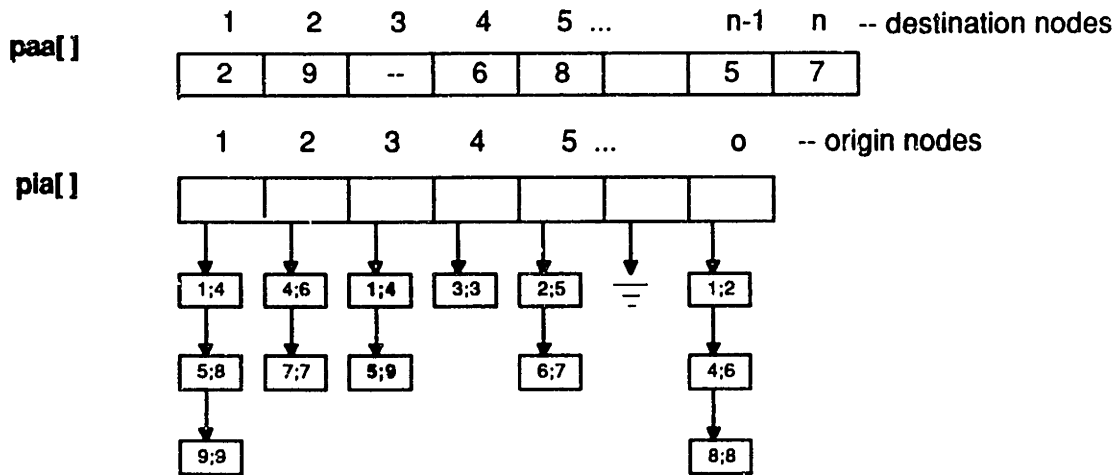 1 2 3 4 5 ... n-1 n -- destination nodes
paa[]
2 9 -- 6 8 5 7
1 2 3 4 5 ... o -- origin nodes
pia[ ]
1;4 4;6 1;4 3;3 2;5 1;2
5;8 7;7 5;9 6;7 4;6
9;9 8;8